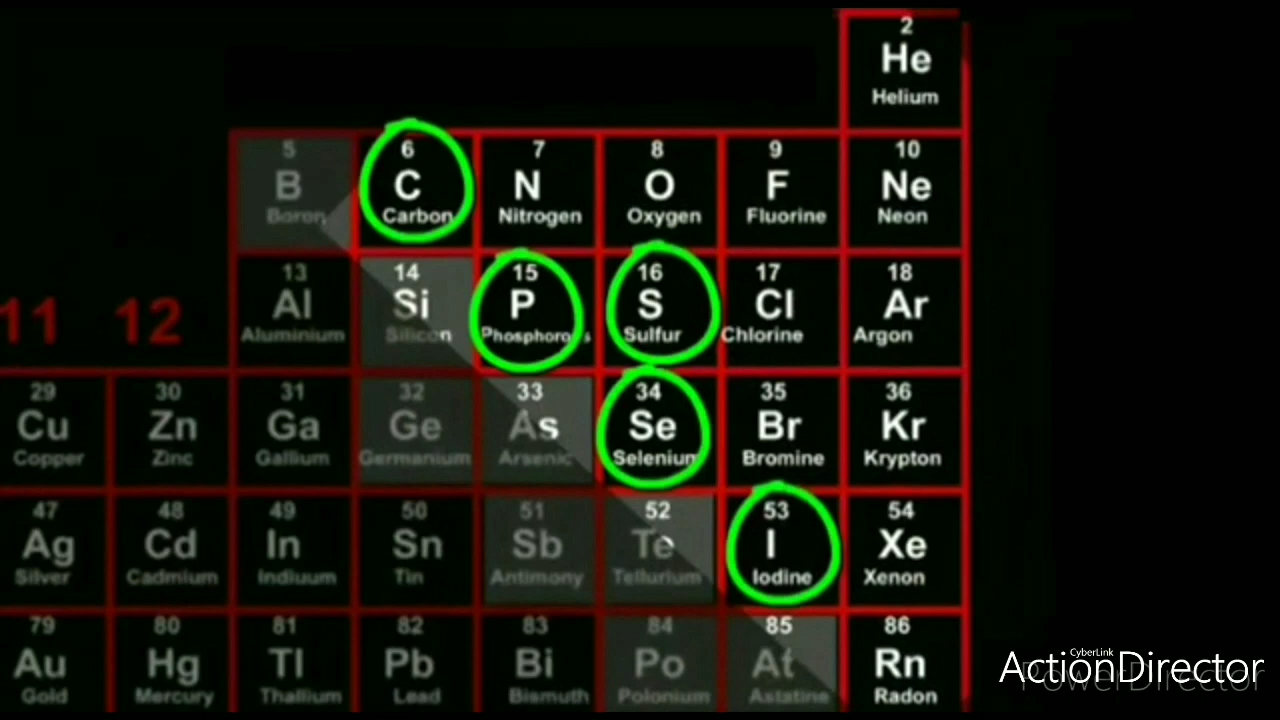 2
He
Helium
5 6 7 8 9 10
B C N O F Ne
Boron Carbon Nitrogen Oxygen Fluorine Neon
13 14 15 16 17 18
11 12 Al Si P S Cl Ar
Aluminium Silicon Phosphorous Sulfur Chlorine Argon
29 30 31 32 33 34 35 36
Cu Zn Ga Ge As Se Br Kr
Copper Zinc Gallium Germanium Arsenic Selenium Bromine Krypton
47 48 49 50 51 52 53 54
Ag Cd In Sn Sb Te I Xe
Silver Cadmium Indiuum Tin Antimony Tellurium Iodine Xenon
79 80 81 82 83 84 85 86
Au Hg Tl Pb Bi Po At Rn
Gold Mercury Thallium Lead Bismuth Polonium Astatine Radon
CyberLink
ActionDirector
PowerDirector